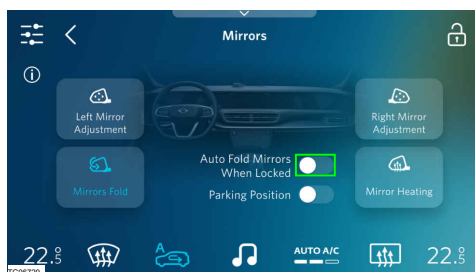 Mirrors
Left Mirror
Adjustment
Right Mirror
Adjustment
Auto Fold Mirrors
When Locked
Mirrors Fold
Parking Position
Mirror Heating
22.5
A
AUTO A/C
22.5
TC06720